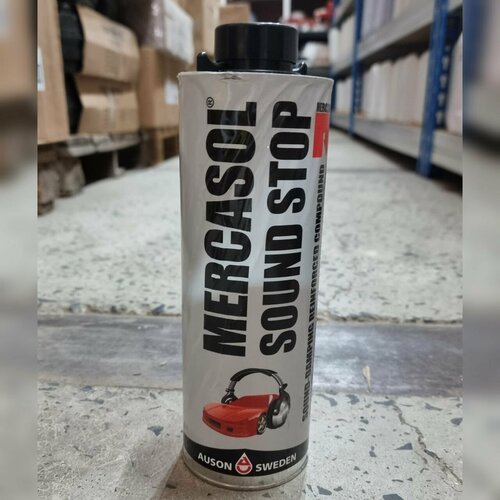 MERCASOL®
SOUND STOP
SOUND DAMPING REINFORCED COMPOUND
AUSON SWEDEN